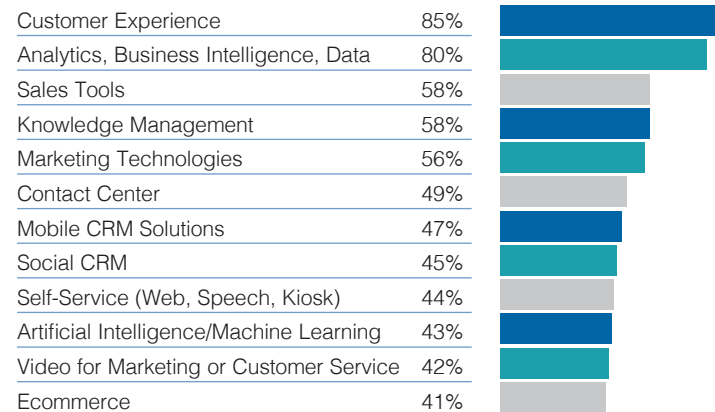 Customer Experience 85%
Analytics, Business Intelligence, Data 80%
Sales Tools 58%
Knowledge Management 58%
Marketing Technologies 56%
Contact Center 49%
Mobile CRM Solutions 47%
Social CRM 45%
Self-Service (Web, Speech, Kiosk) 44%
Artificial Intelligence/Machine Learning 43%
Video for Marketing or Customer Service 42%
Ecommerce 41%